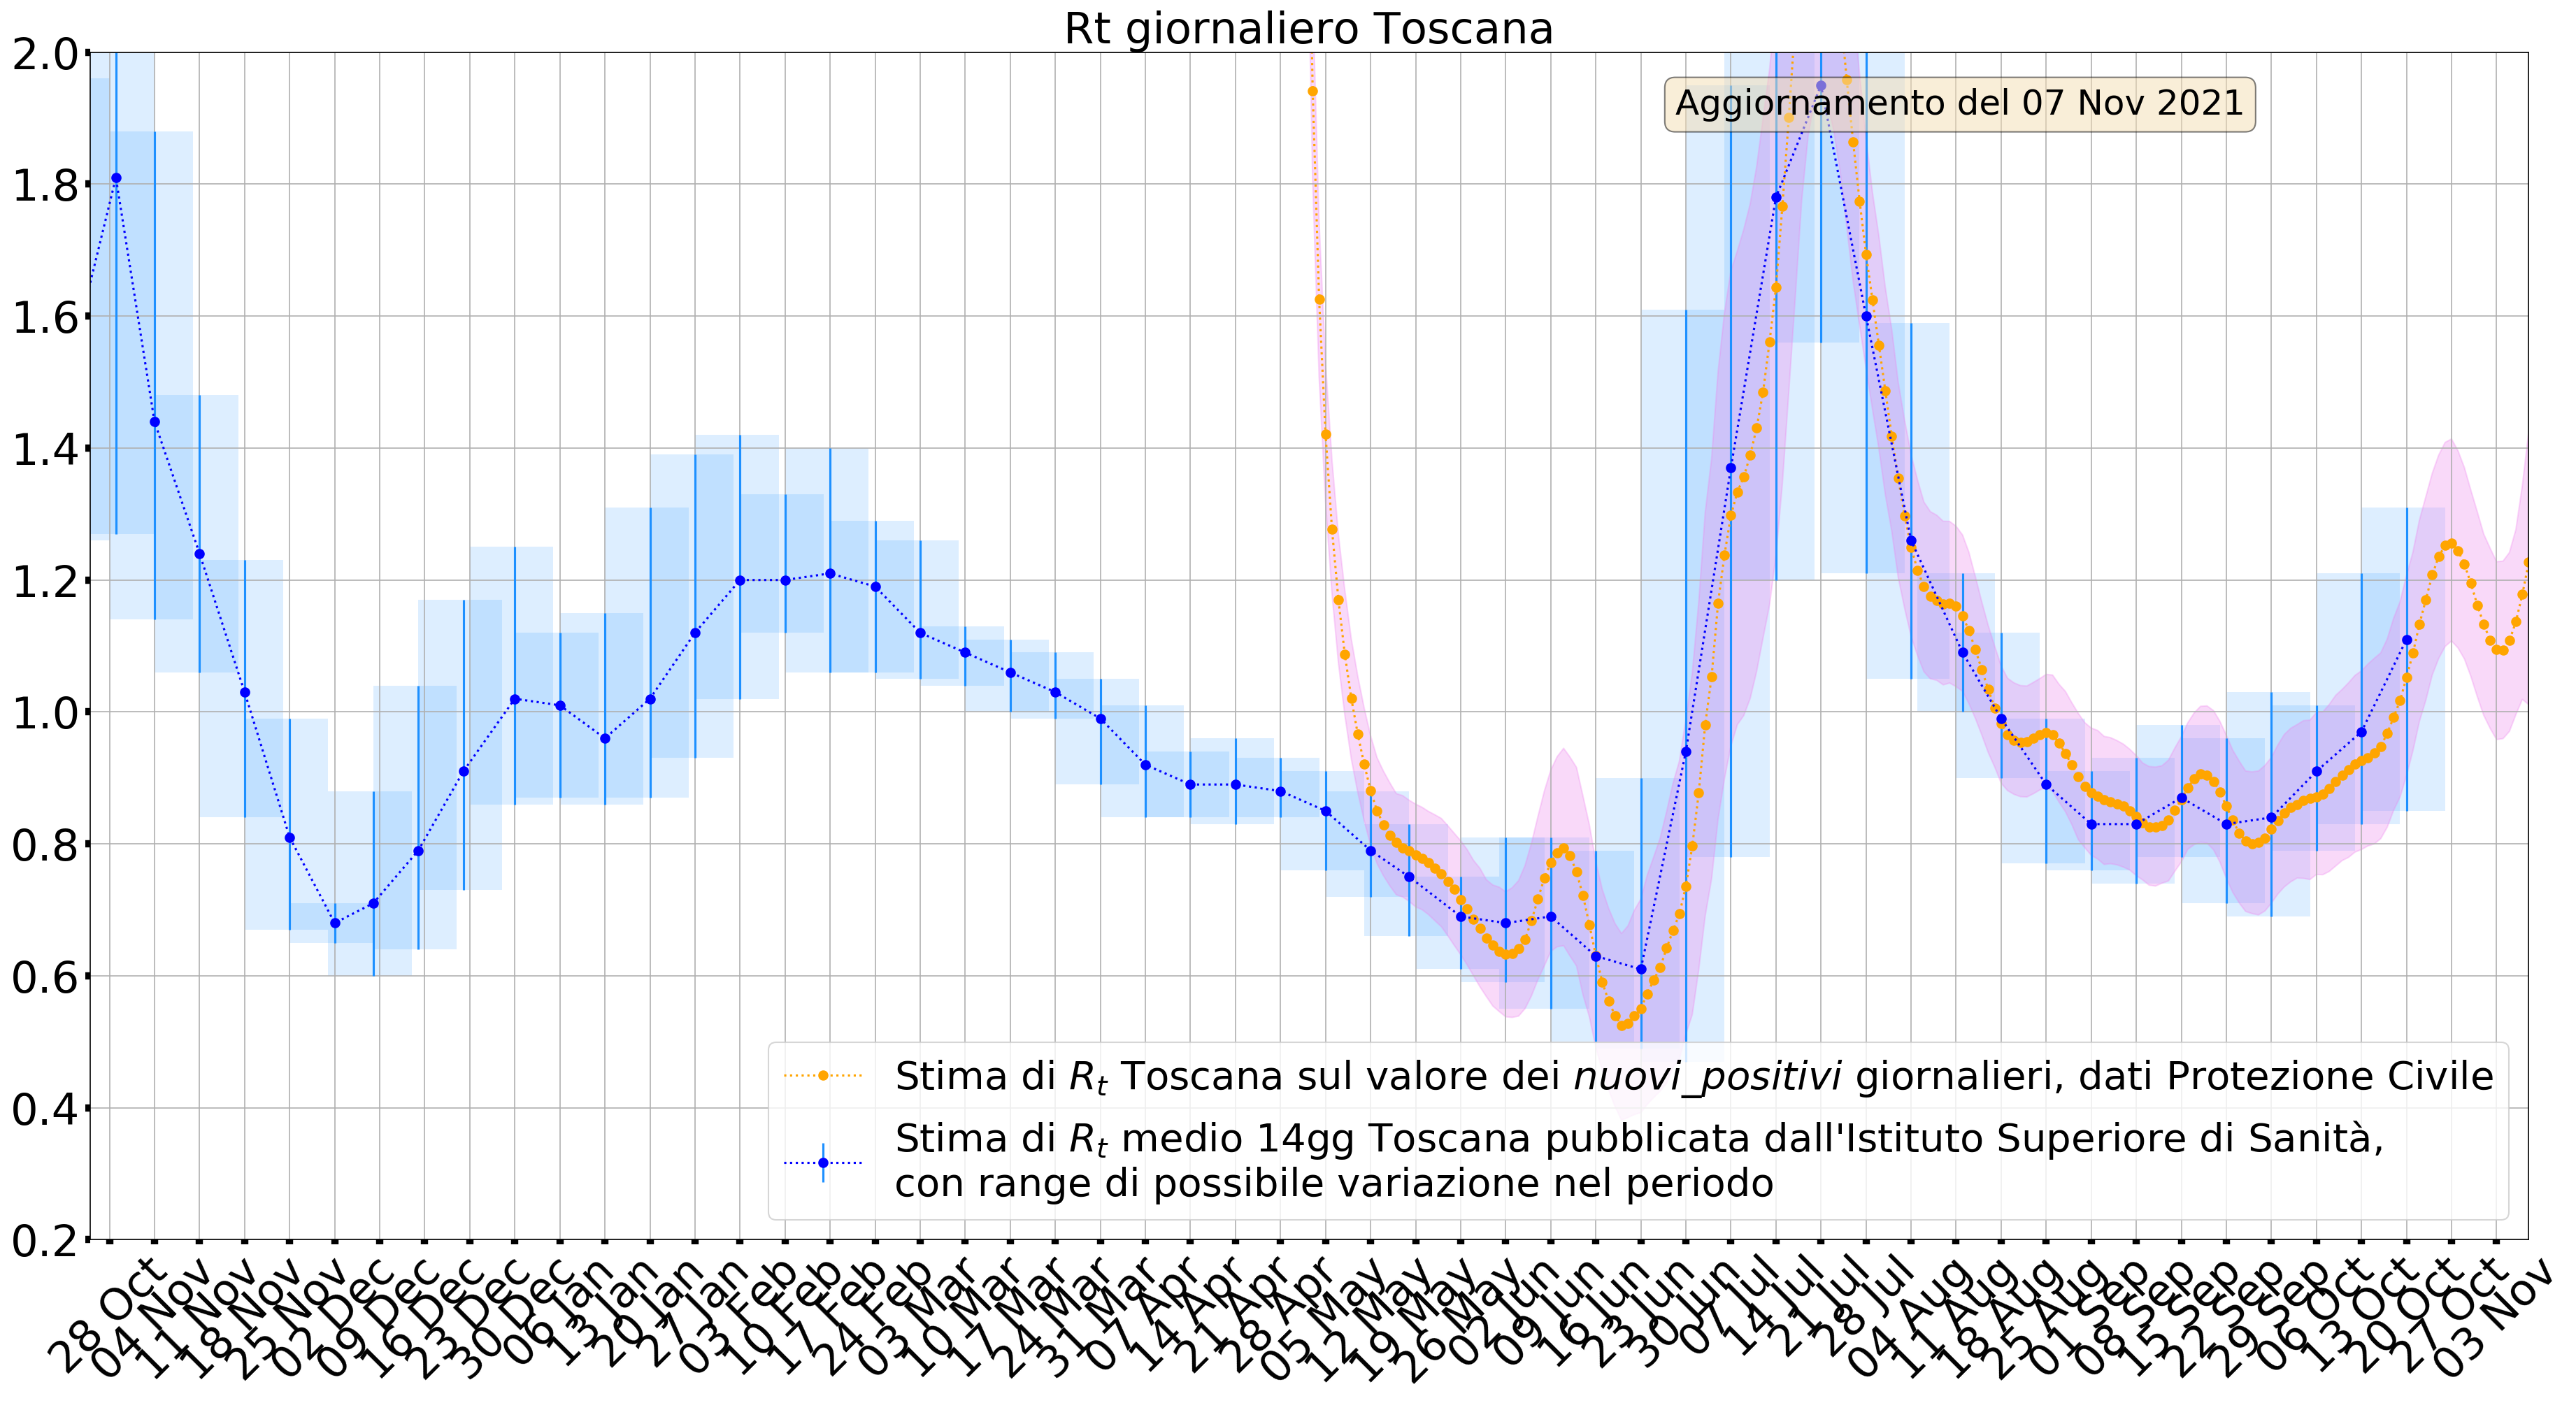 Rt giornaliero Toscana
Aggiornamento del 07 Nov 2021
2.0
1.8
1.6
1.4
1.2
1.0
0.8
0.6
0.4
0.2
Stima di Rt Toscana sul valore dei nuovi_positivi giornalieri, dati Protezione Civile
Stima di Rt medio 14gg Toscana pubblicata dall'Istituto Superiore di Sanità,
con range di possibile variazione nel periodo
28 Oct
04 Nov
11 Nov
18 Nov
25 Nov
02 Dec
09 Dec
16 Dec
23 Dec
30 Dec
06 Jan
13 Jan
20 Jan
27 Jan
03 Feb
10 Feb
17 Feb
24 Feb
03 Mar
10 Mar
17 Mar
24 Mar
31 Mar
07 Apr
14 Apr
21 Apr
28 Apr
05 May
12 May
19 May
26 May
02 Jun
09 Jun
16 Jun
23 Jun
30 Jun
07 Jul
14 Jul
21 Jul
28 Jul
04 Aug
11 Aug
18 Aug
25 Aug
01 Sep
08 Sep
15 Sep
22 Sep
29 Sep
06 Oct
13 Oct
20 Oct
27 Oct
03 Nov